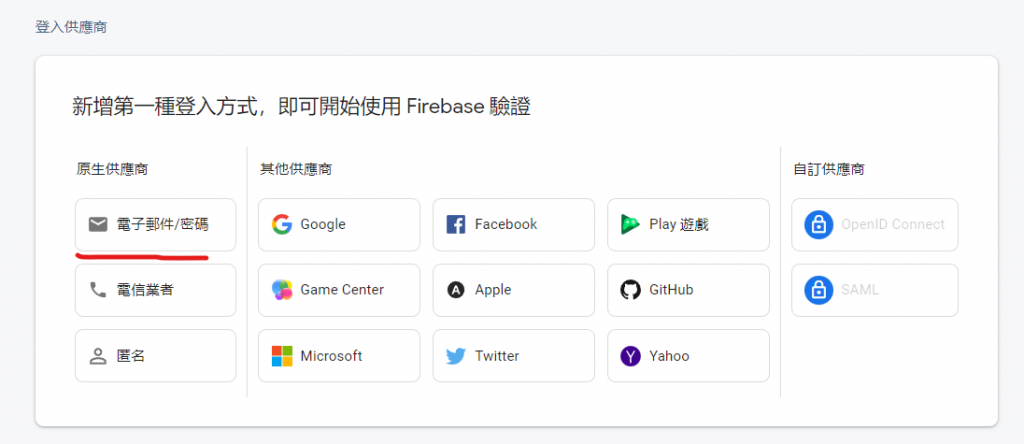 登入供應商
新增第一種登入方式，即可開始使用 Firebase 驗證
原生供應商
電子郵件/密碼
電信業者
匿名
其他供應商
Google
Facebook
Play 遊戲
Game Center
Apple
GitHub
Microsoft
Twitter
Yahoo
自訂供應商
OpenID Connect
SAML